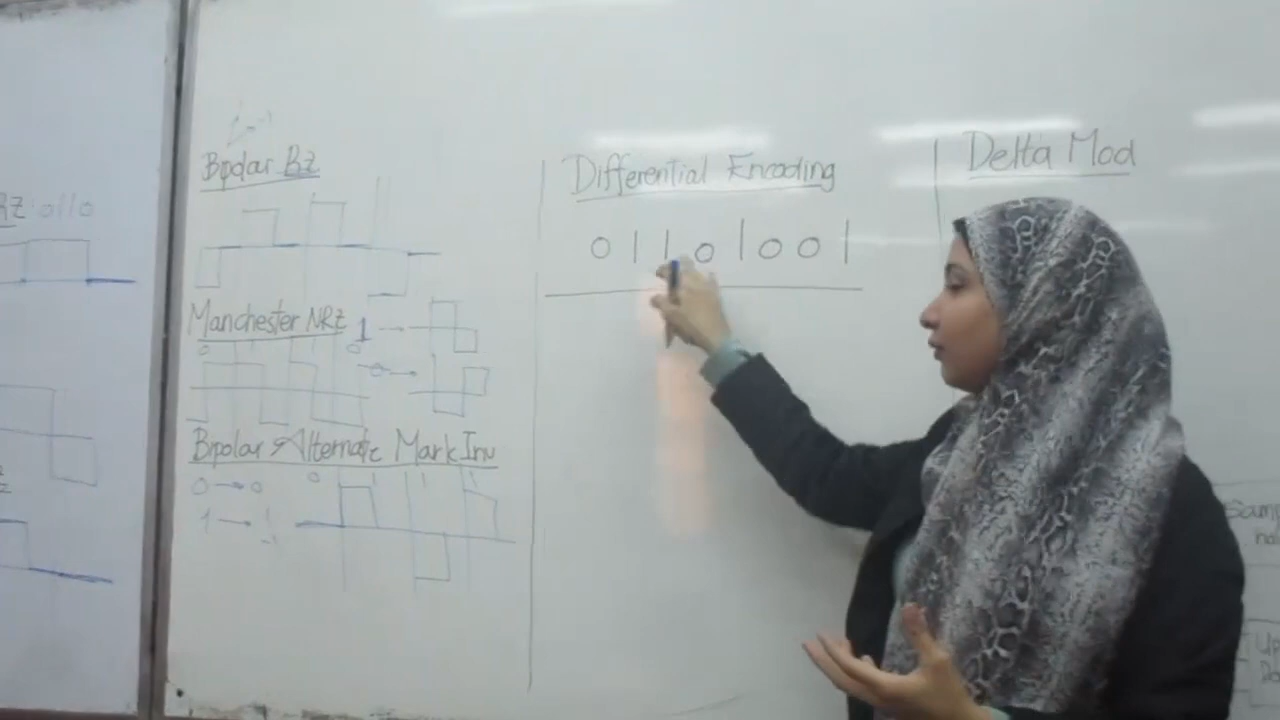 RZ: 0110
Bipolar RZ
Manchester NRZ
1 →
0 →
Bipolar Alternate Mark Inv
0 → 0
1 →
Differential Encoding
0 1 1 0 1 0 0 1
Delta Mod